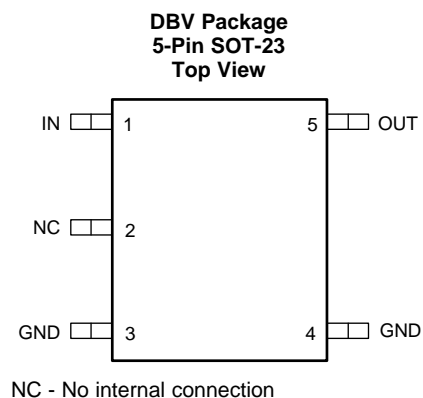 DBV Package
5-Pin SOT-23
Top View
IN 1 5 OUT
NC 2
GND 3 4 GND
NC - No internal connection